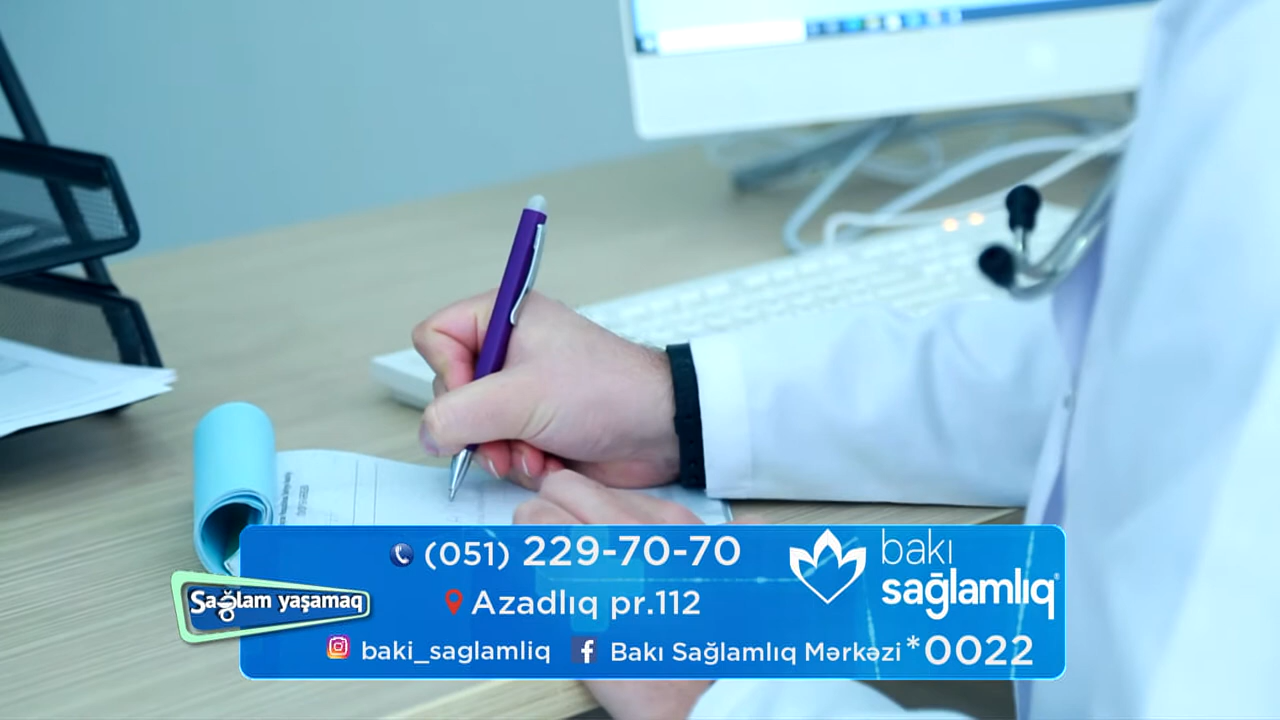 (051) 229-70-70
bakı
sağlamlıq
Sağlam yaşamaq
Azadlıq pr.112
baki_saglamliq
Bakı Sağlamlıq Mərkəzi
*0022